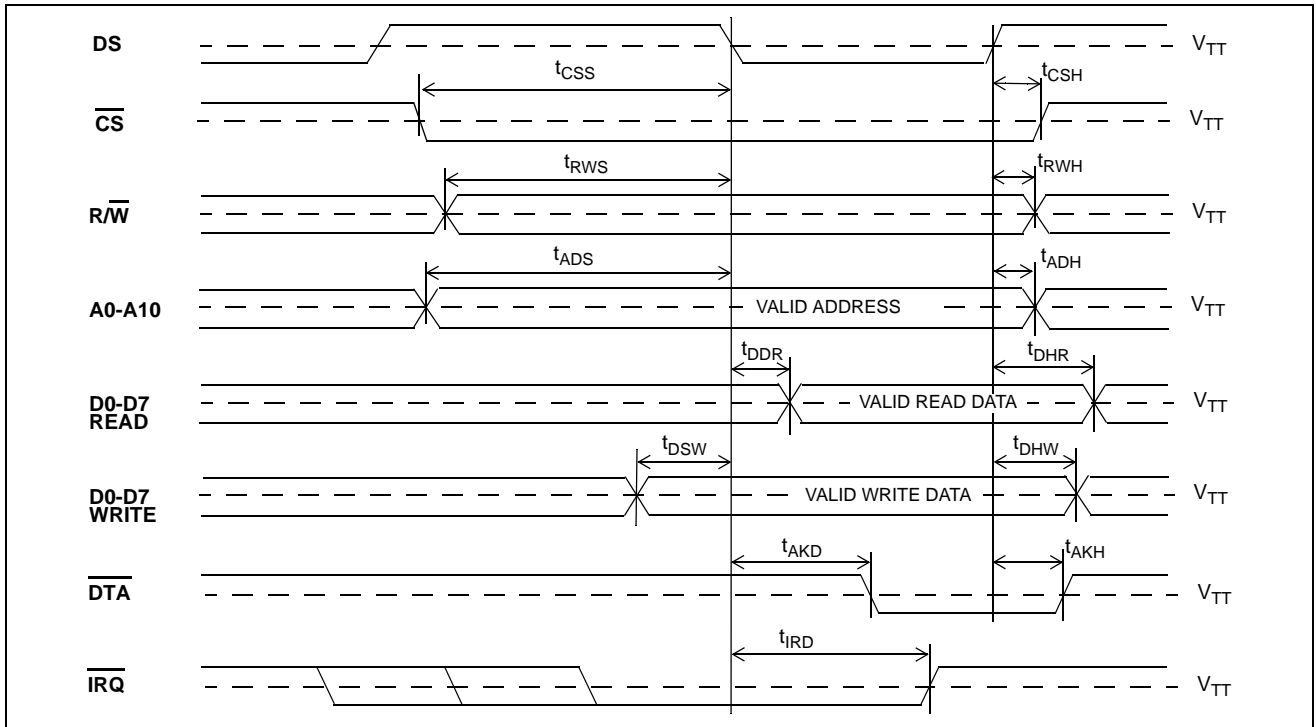 DS
V_TT
t_CSS
t_CSH
CS
V_TT
t_RWS
t_RWH
R/W
V_TT
t_ADS
t_ADH
A0-A10
VALID ADDRESS
V_TT
t_DDR
t_DHR
D0-D7
READ
VALID READ DATA
V_TT
t_DSW
t_DHW
D0-D7
WRITE
VALID WRITE DATA
V_TT
t_AKD
t_AKH
DTA
V_TT
t_IRD
IRQ
V_TT